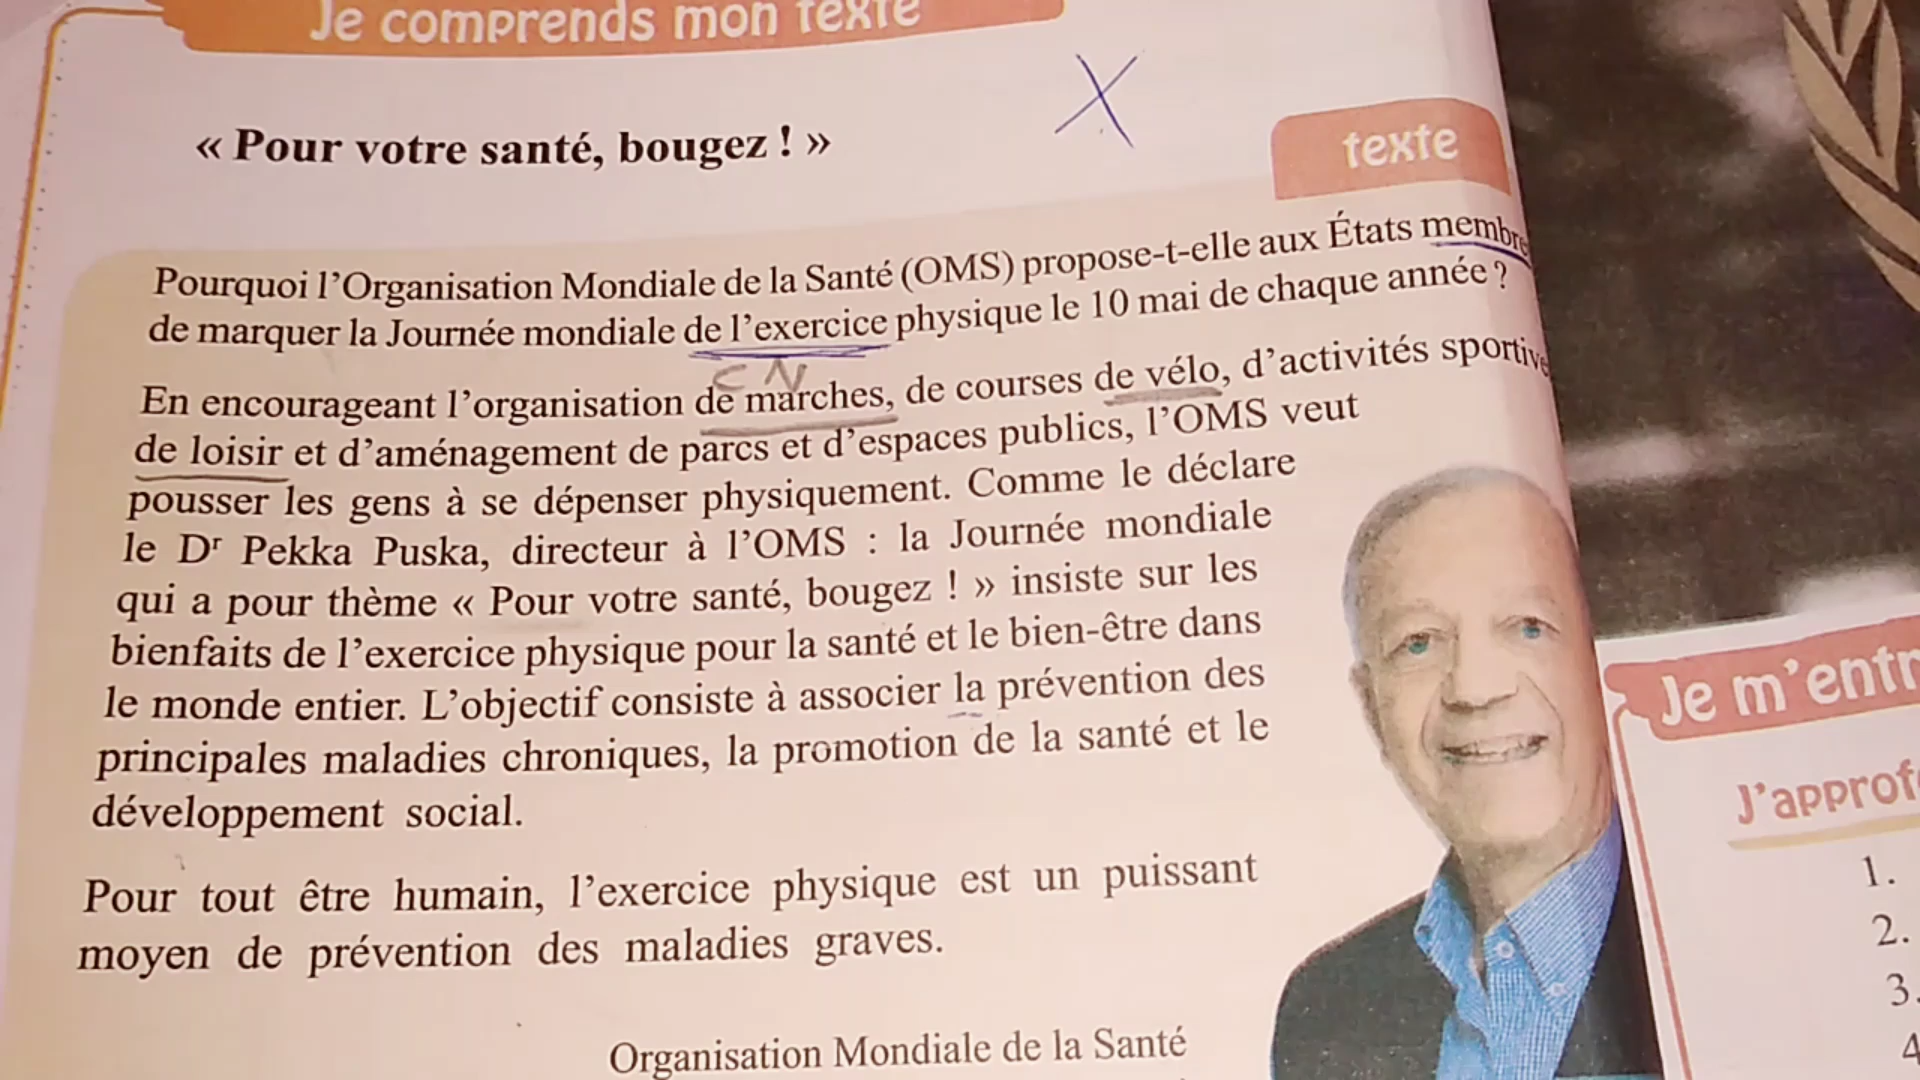 Je comprends mon texte
« Pour votre santé, bougez ! »
texte
Pourquoi l'Organisation Mondiale de la Santé (OMS) propose-t-elle aux États membre
de marquer la Journée mondiale de l'exercice physique le 10 mai de chaque année ?
C N
En encourageant l'organisation de marches, de courses de vélo, d'activités sportive
de loisir et d'aménagement de parcs et d'espaces publics, l'OMS veut
pousser les gens à se dépenser physiquement. Comme le déclare
le Dr Pekka Puska, directeur à l'OMS : la Journée mondiale
qui a pour thème « Pour votre santé, bougez ! » insiste sur les
bienfaits de l'exercice physique pour la santé et le bien-être dans
le monde entier. L'objectif consiste à associer la prévention des
principales maladies chroniques, la promotion de la santé et le
développement social.
Pour tout être humain, l'exercice physique est un puissant
moyen de prévention des maladies graves.
Organisation Mondiale de la Santé
Je m'entr
J'approf
1.
2.
3.
4